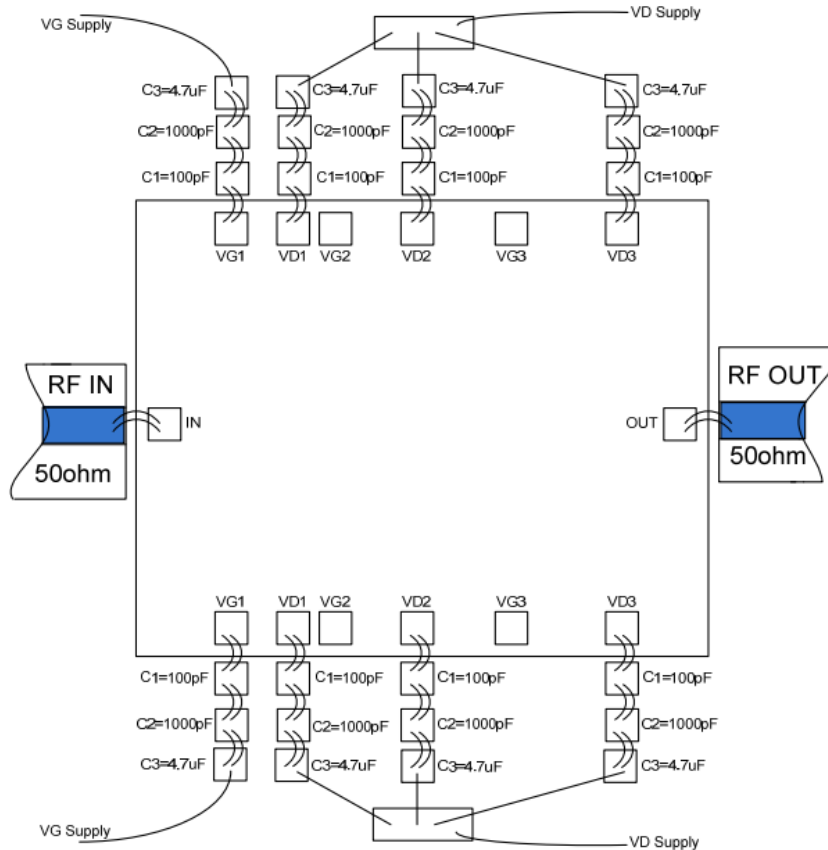 VG Supply
VD Supply
C3=4.7uF C3=4.7uF C3=4.7uF C3=4.7uF
C2=1000pF C2=1000pF C2=1000pF C2=1000pF
C1=100pF C1=100pF C1=100pF C1=100pF
VG1 VD1 VG2 VD2 VG3 VD3
RF IN
RF OUT
IN
OUT
50ohm
50ohm
VG1 VD1 VG2 VD2 VG3 VD3
C1=100pF C1=100pF C1=100pF C1=100pF
C2=1000pF C2=1000pF C2=1000pF C2=1000pF
C3=4.7uF C3=4.7uF C3=4.7uF C3=4.7uF
VG Supply
VD Supply